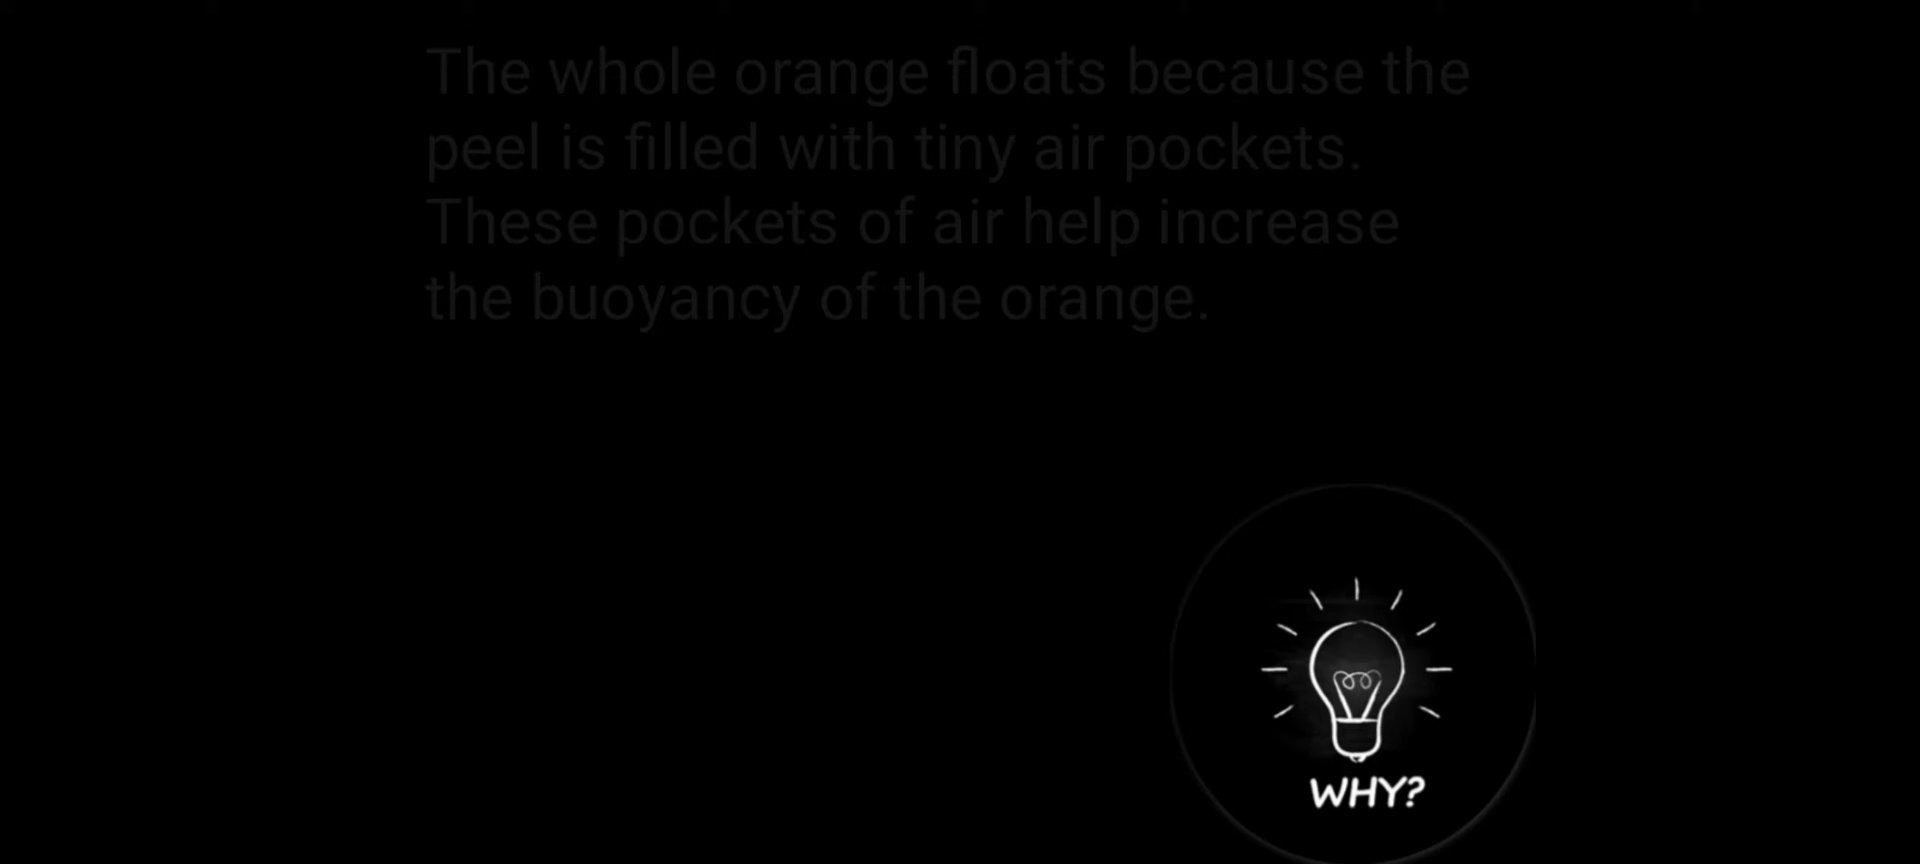 The whole orange floats because the
peel is filled with tiny air pockets.
These pockets of air help increase
the buoyancy of the orange.
WHY?